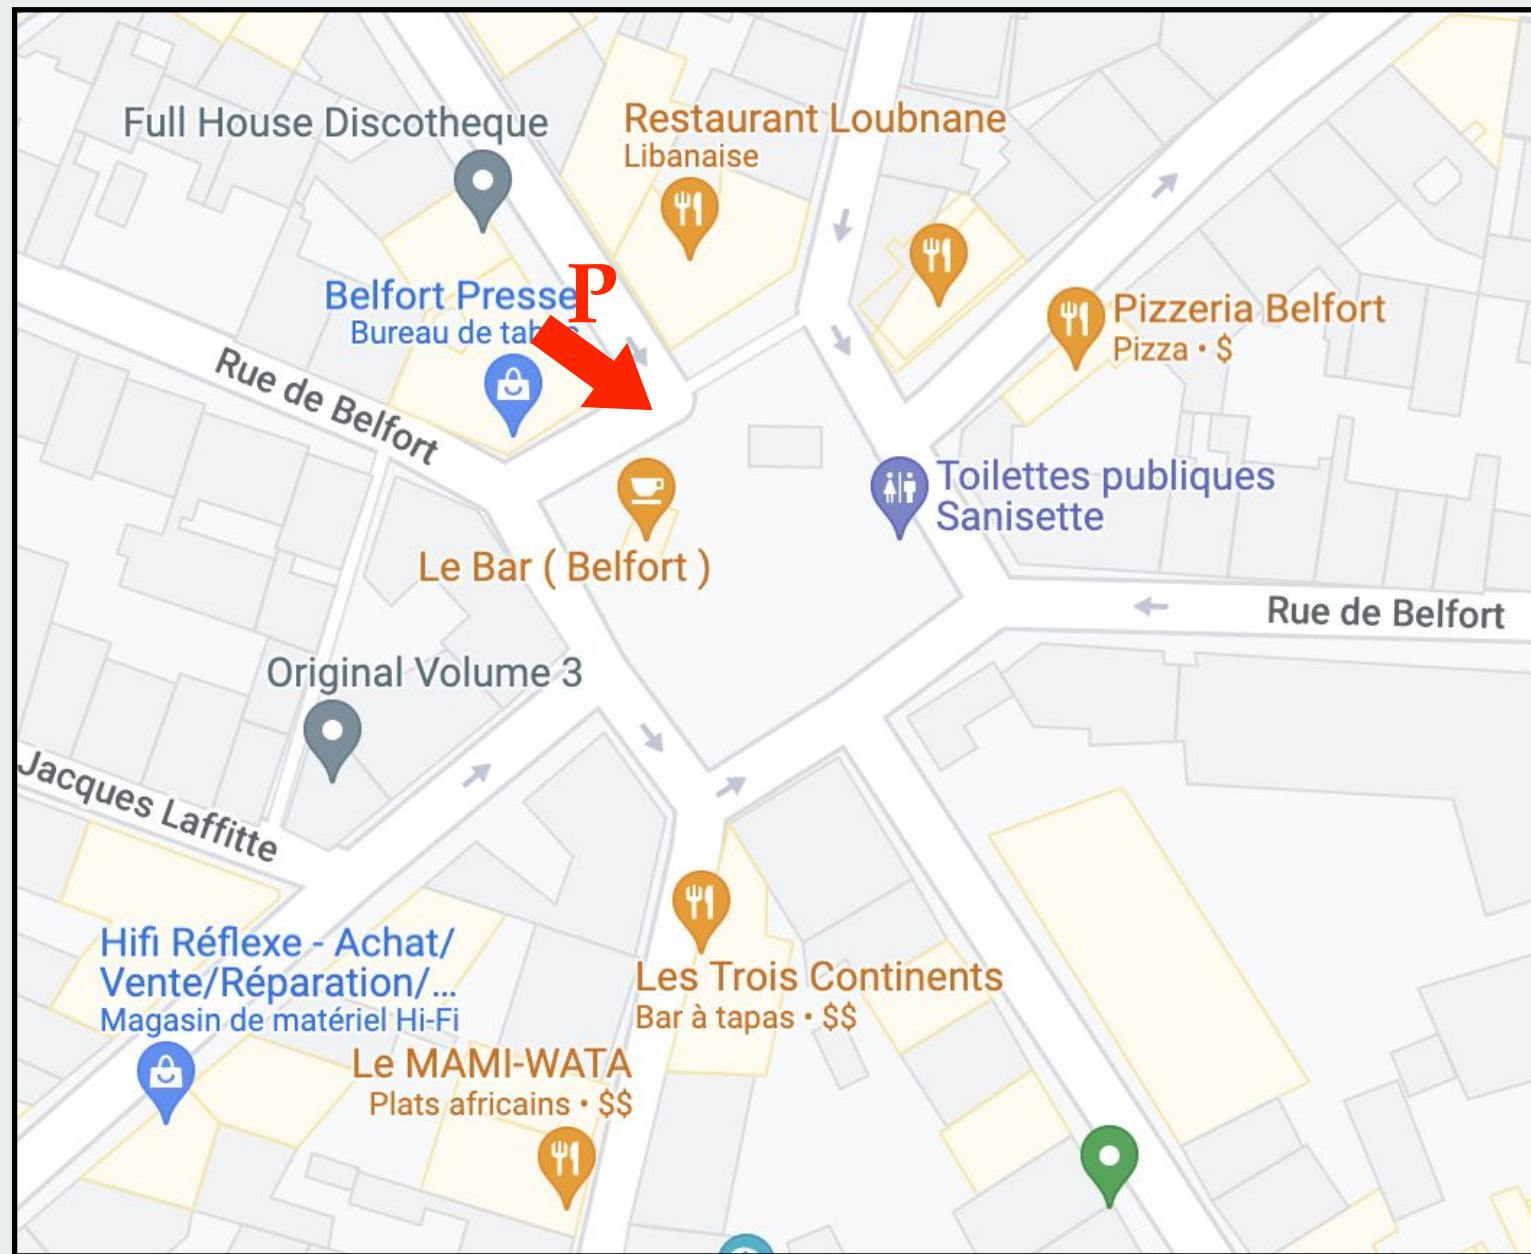 Full House Discotheque
Restaurant Loubnane
Libanaise
P
Belfort Presse
Bureau de
Pizzeria Belfort
Pizza • $
Rue de Belfort
Toilettes publiques
Sanisette
Le Bar ( Belfort )
Rue de Belfort
Original Volume 3
Jacques Laffitte
Hifi Réflexe - Achat/
Vente/Réparation/...
Magasin de matériel Hi-Fi
Les Trois Continents
Bar à tapas • $$
Le MAMI-WATA
Plats africains • $$